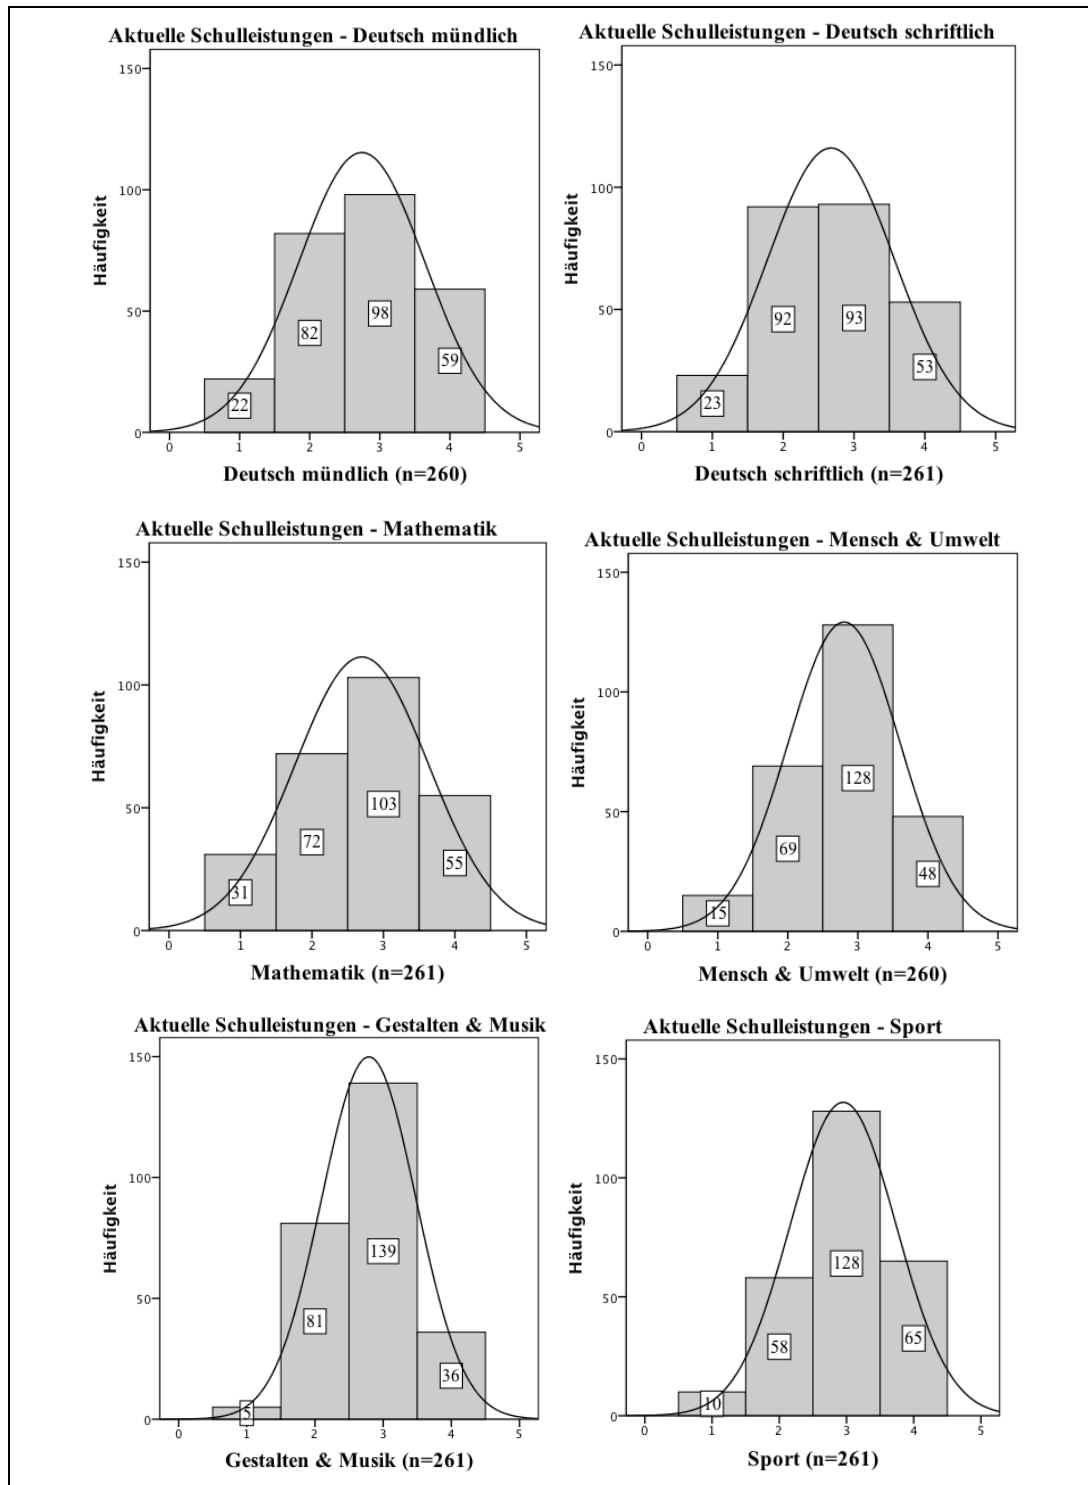 Aktuelle Schulleistungen - Deutsch mündlich
150
100
50
0
Häufigkeit
22
82
98
59
0 1 2 3 4 5
Deutsch mündlich (n=260)
Aktuelle Schulleistungen - Deutsch schriftlich
150
100
50
0
Häufigkeit
23
92
93
53
0 1 2 3 4 5
Deutsch schriftlich (n=261)
Aktuelle Schulleistungen - Mathematik
150
100
50
0
Häufigkeit
31
72
103
55
0 1 2 3 4 5
Mathematik (n=261)
Aktuelle Schulleistungen - Mensch & Umwelt
150
100
50
0
Häufigkeit
15
69
128
48
0 1 2 3 4 5
Mensch & Umwelt (n=260)
Aktuelle Schulleistungen - Gestalten & Musik
150
100
50
0
Häufigkeit
5
81
139
36
0 1 2 3 4 5
Gestalten & Musik (n=261)
Aktuelle Schulleistungen - Sport
150
100
50
0
Häufigkeit
10
58
128
65
0 1 2 3 4 5
Sport (n=261)